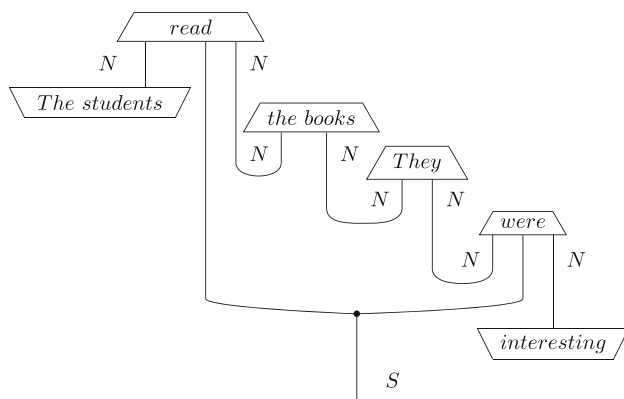 read
N
N
The students
the books
N
N
They
N
N
were
N
N
interesting
S